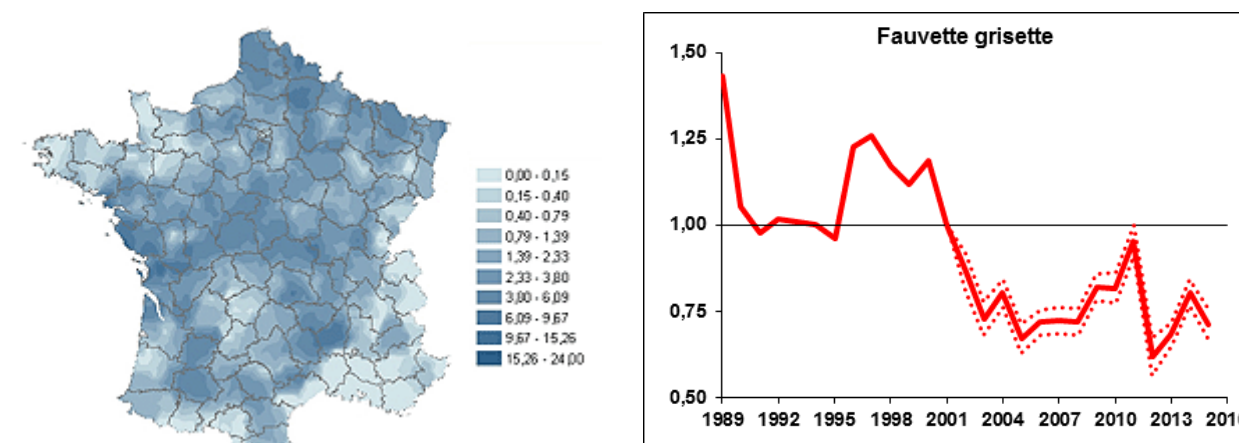 0,00 - 0,15
0,15 - 0,40
0,40 - 0,79
0,79 - 1,39
1,39 - 2,33
2,33 - 3,80
3,80 - 6,09
6,09 - 9,67
9,67 - 15,26
15,26 - 24,00
Fauvette grisette
1,50
1,25
1,00
0,75
0,50
1989 1992 1995 1998 2001 2004 2007 2010 2013 2016